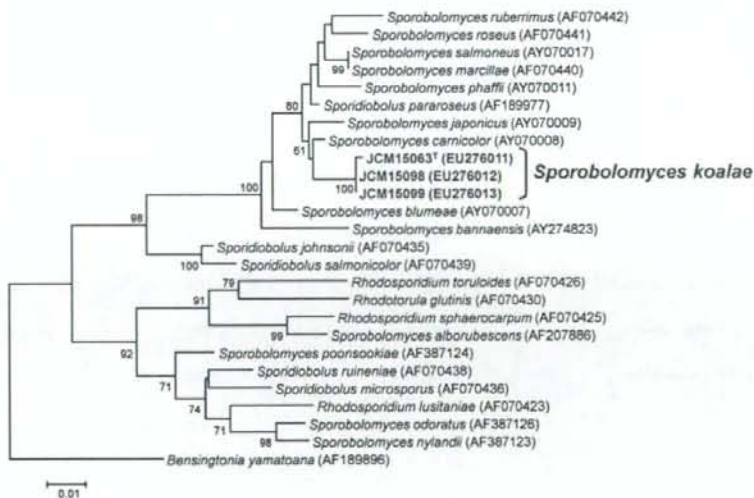 Sporobolomyces ruberrimus (AF070442)
Sporobolomyces roseus (AF070441)
Sporobolomyces salmoneus (AY070017)
99
Sporobolomyces marcillae (AF070440)
Sporobolomyces phaffii (AY070011)
60
Sporidiobolus pararoseus (AF189977)
Sporobolomyces japonicus (AY070009)
Sporobolomyces carnicolor (AY070008)
61
JCM15063ᵀ (EU276011)
JCM15098 (EU276012)
Sporobolomyces koalae
100
JCM15099 (EU276013)
100
Sporobolomyces blumeae (AY070007)
98
Sporobolomyces bannaensis (AY274823)
Sporidiobolus johnsonii (AF070435)
100
Sporidiobolus salmonicolor (AF070439)
79
Rhodosporidium toruloides (AF070426)
91
Rhodotorula glutinis (AF070430)
Rhodosporidium sphaerocarpum (AF070425)
99
Sporobolomyces alborubescens (AF207886)
92
Sporobolomyces poonsookiae (AF387124)
71
Sporidiobolus ruineniae (AF070438)
Sporidiobolus microsporus (AF070436)
74
Rhodosporidium lusitaniae (AF070423)
71
Sporobolomyces odoratus (AF387126)
98
Sporobolomyces nylandii (AF387123)
Bensingtonia yamatoana (AF189896)
0.01